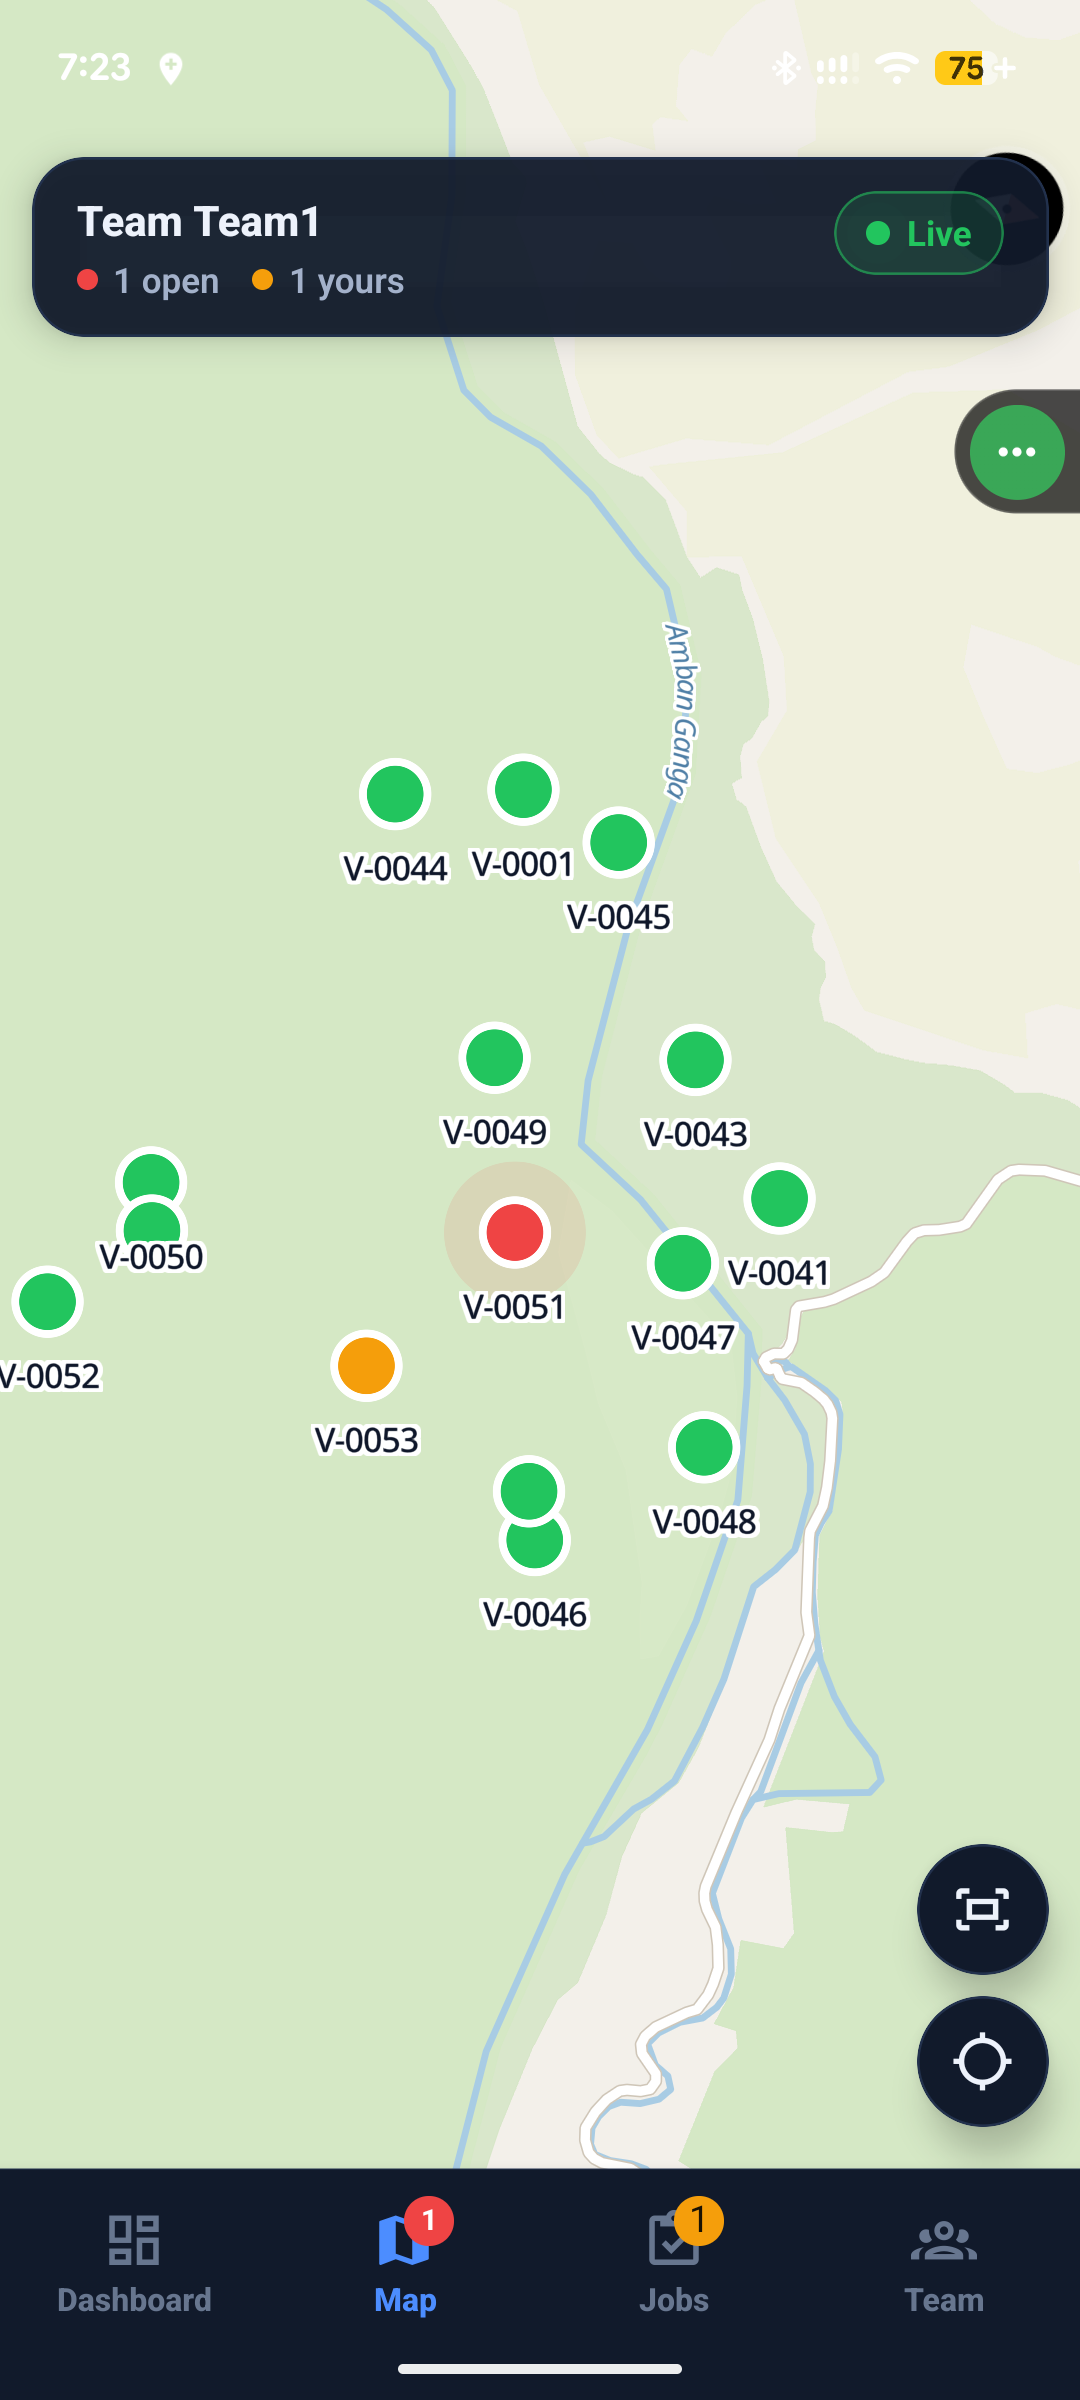 7:23
75
Team Team1
1 open 1 yours
Live
Amban Ganga
V-0044
V-0001
V-0045
V-0049
V-0043
V-0050
V-0041
V-0051
V-0047
V-0052
V-0053
V-0048
V-0046
1
1
Dashboard
Map
Jobs
Team